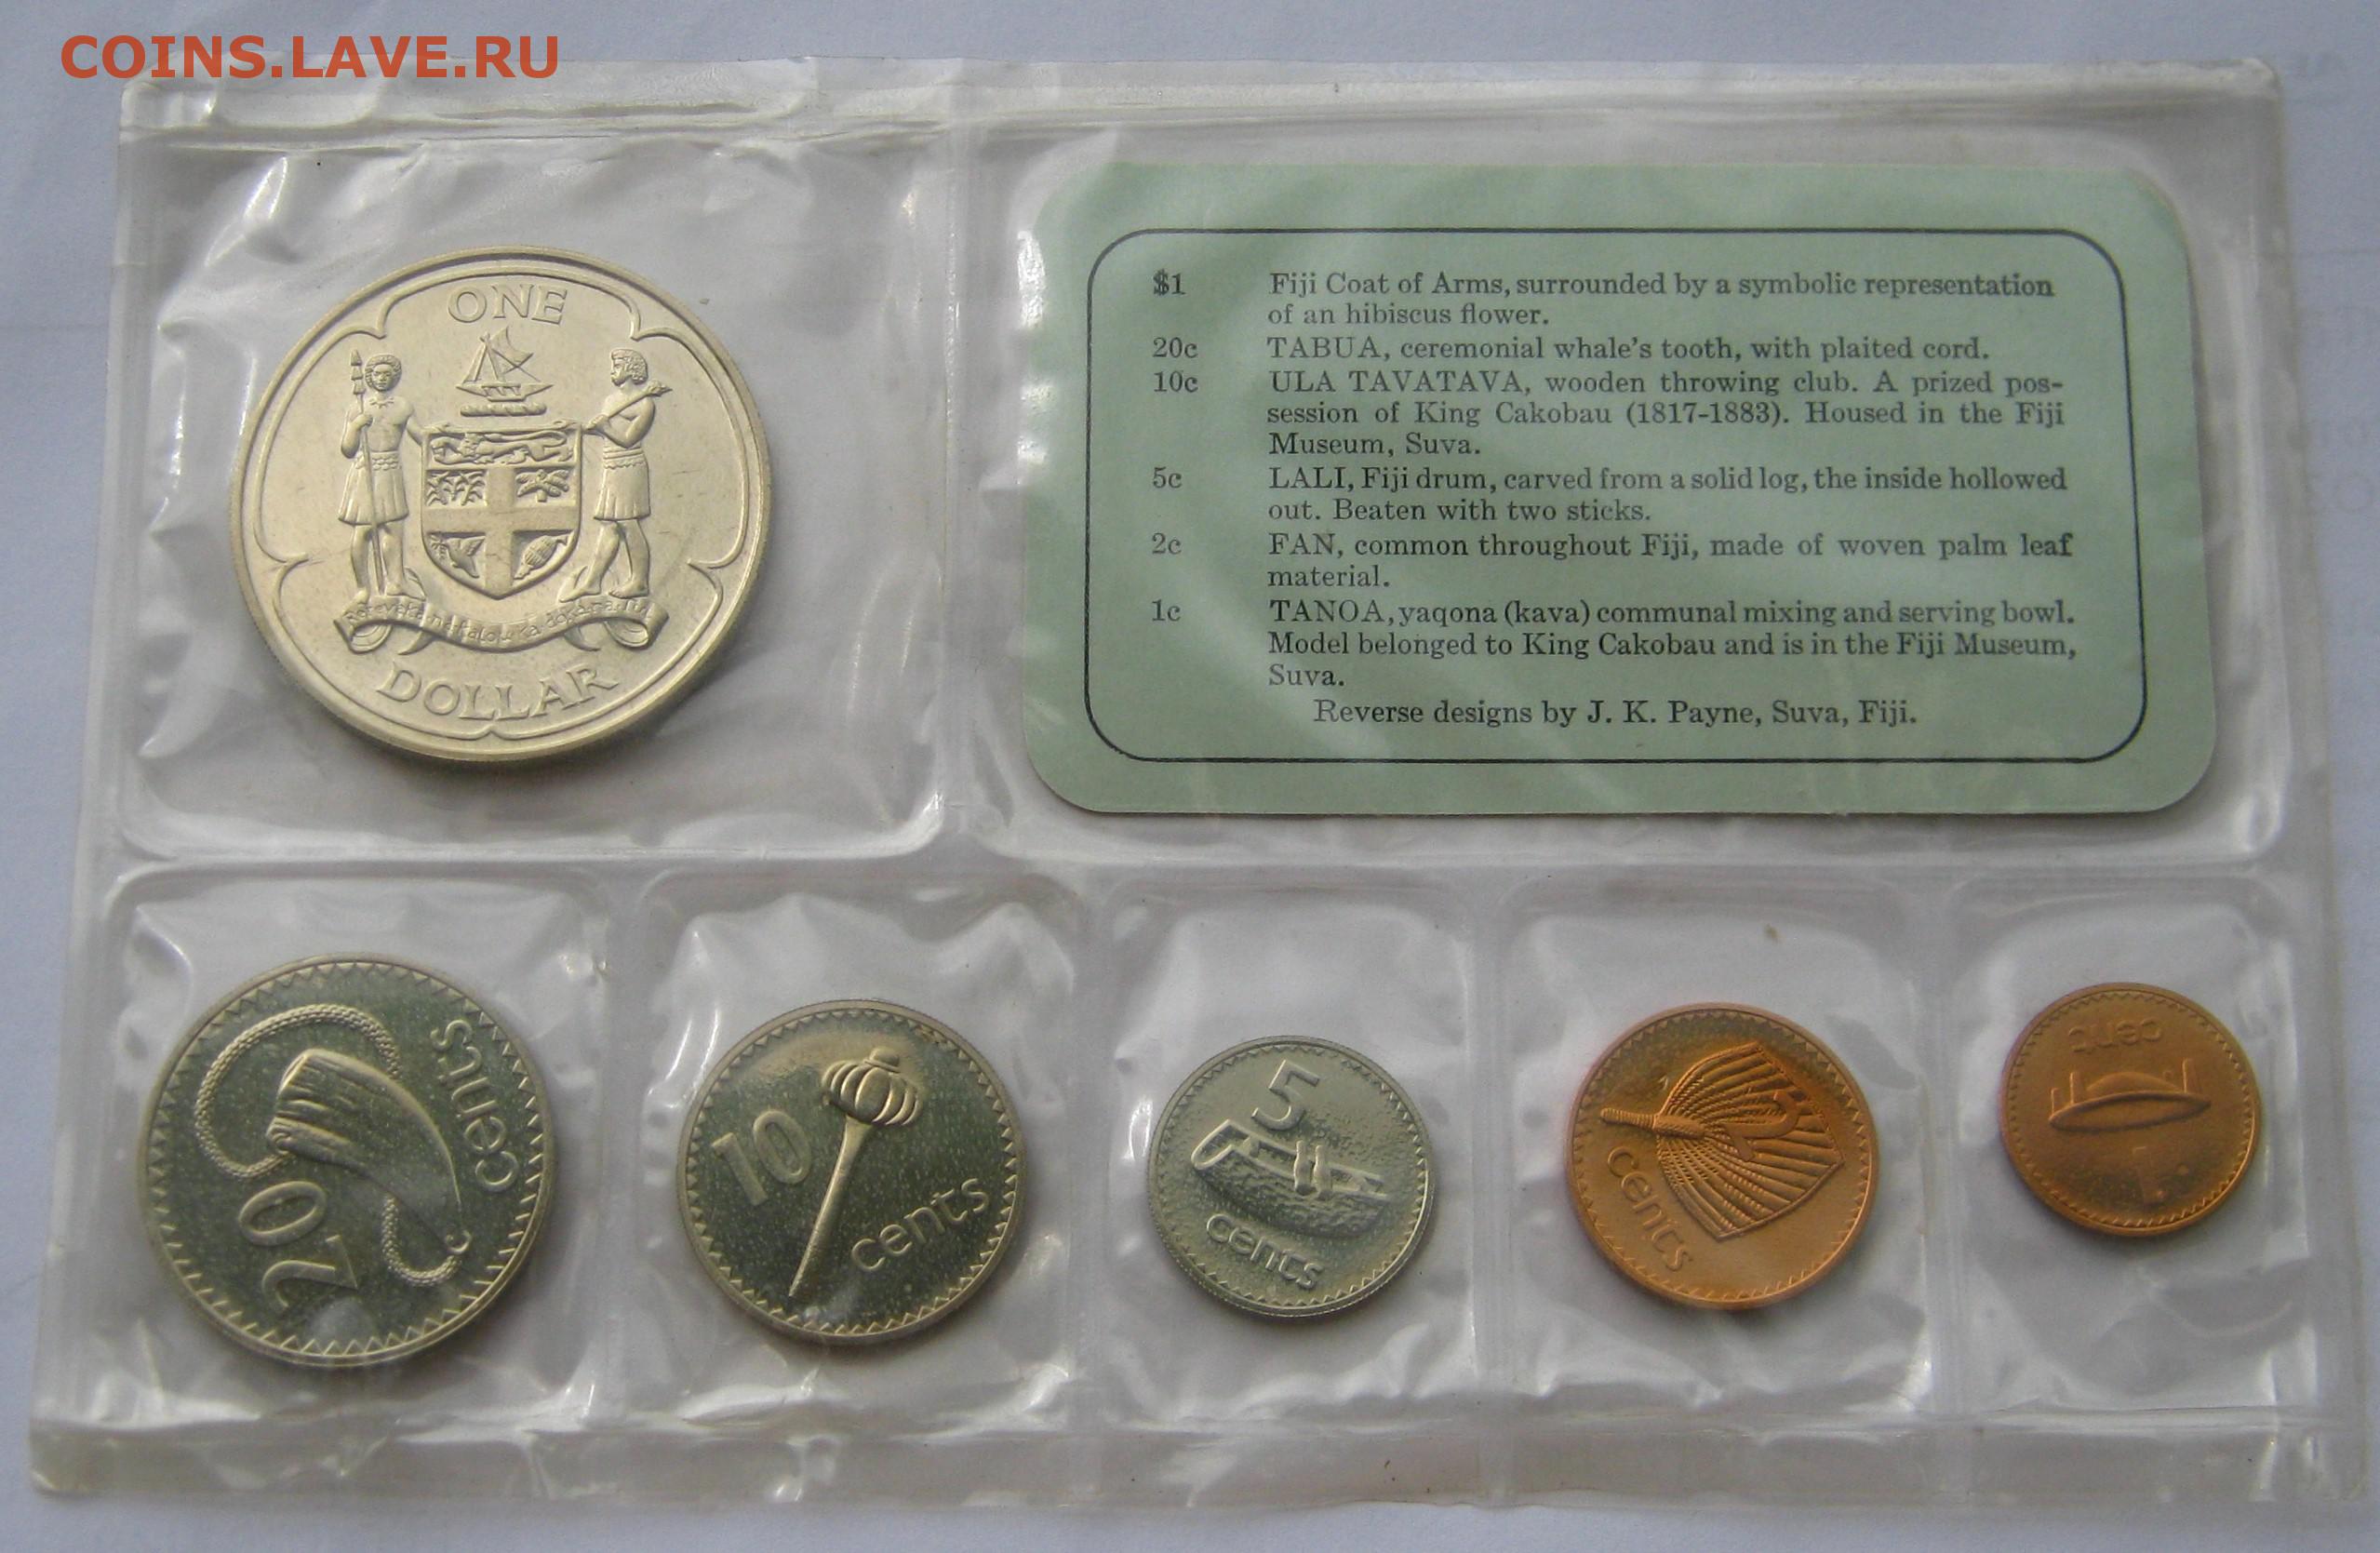 COINS.LAVE.RU
ONE
DOLLAR
$1 Fiji Coat of Arms, surrounded by a symbolic representation
of an hibiscus flower.
20c TABUA, ceremonial whale's tooth, with plaited cord.
10c ULA TAVATAVA, wooden throwing club. A prized pos-
session of King Cakobau (1817-1883). Housed in the Fiji
Museum, Suva.
5c LALI, Fiji drum, carved from a solid log, the inside hollowed
out. Beaten with two sticks.
2c FAN, common throughout Fiji, made of woven palm leaf
material.
1c TANOA, yaqona (kava) communal mixing and serving bowl.
Model belonged to King Cakobau and is in the Fiji Museum,
Suva.
Reverse designs by J. K. Payne, Suva, Fiji.
20
cents
10
cents
5
cents
2
cents
1
cent